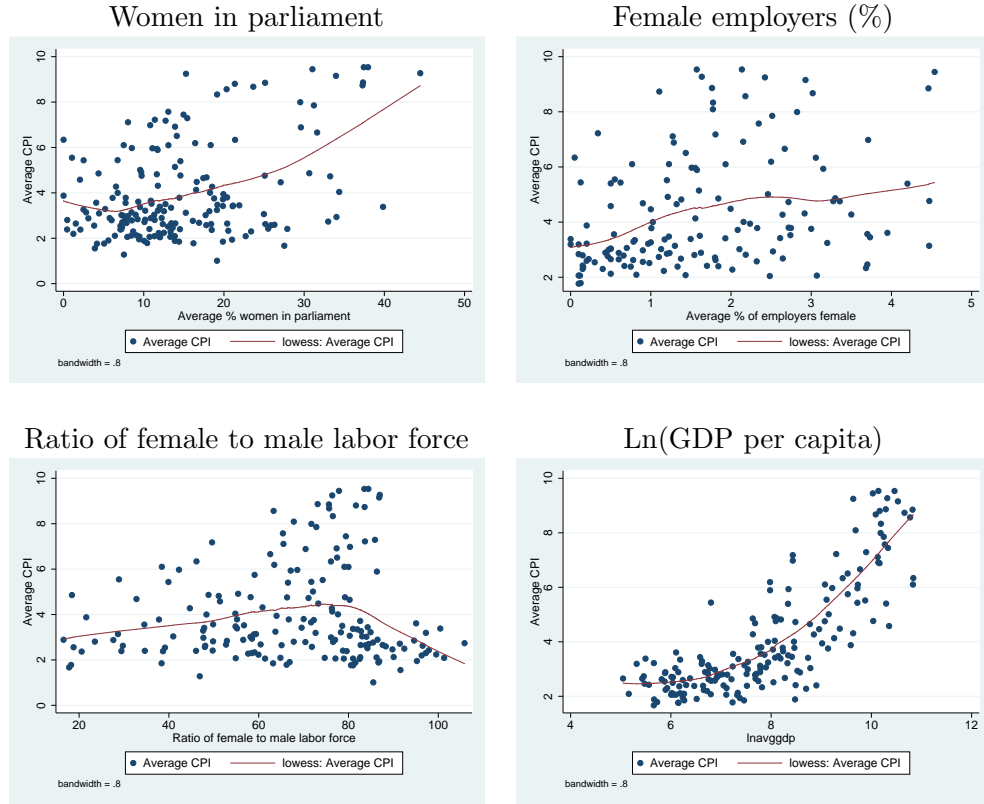 Women in parliament
Female employers (%)
Average CPI
10
8
6
4
2
0
0 10 20 30 40 50
Average % women in parliament
Average CPI lowess: Average CPI
bandwidth = .8
Average CPI
10
8
6
4
2
0 1 2 3 4 5
Average % of employers female
Average CPI lowess: Average CPI
bandwidth = .8
Ratio of female to male labor force
Ln(GDP per capita)
Average CPI
10
8
6
4
2
0
20 40 60 80 100
Ratio of female to male labor force
Average CPI lowess: Average CPI
bandwidth = .8
Average CPI
10
8
6
4
2
4 6 8 10 12
lnavggdp
Average CPI lowess: Average CPI
bandwidth = .8